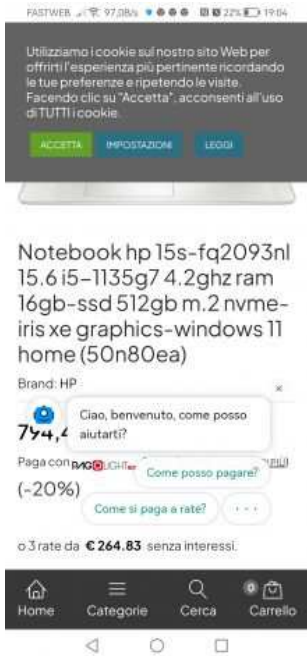 FASTWEB 97,0B/s 22% 19:04
Utilizziamo i cookie sul nostro sito Web per
offrirti l'esperienza più pertinente ricordando
le tue preferenze e ripetendo le visite.
Facendo clic su "Accetta", acconsenti all'uso
di TUTTI i cookie.
ACCETTA IMPOSTAZIONI LEGGI
Notebook hp 15s-fq2093nl
15.6 i5-1135g7 4.2ghz ram
16gb-ssd 512gb m.2 nvme-
iris xe graphics-windows 11
home (50n80ea)
Brand: HP
×
Ciao, benvenuto, come posso
aiutarti?
794,4
Paga con PAGOLIGHT
Come posso pagare?
(-20%)
Come si paga a rate?
...
o 3 rate da €264.83 senza interessi.
0
Home Categorie Cerca Carrello